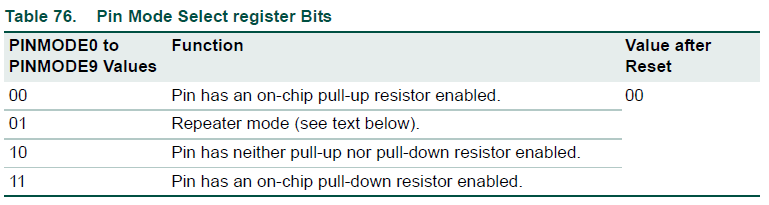 Table 76. Pin Mode Select register Bits
PINMODE0 to PINMODE9 Values Function Value after Reset
00 Pin has an on-chip pull-up resistor enabled. 00
01 Repeater mode (see text below).
10 Pin has neither pull-up nor pull-down resistor enabled.
11 Pin has an on-chip pull-down resistor enabled.